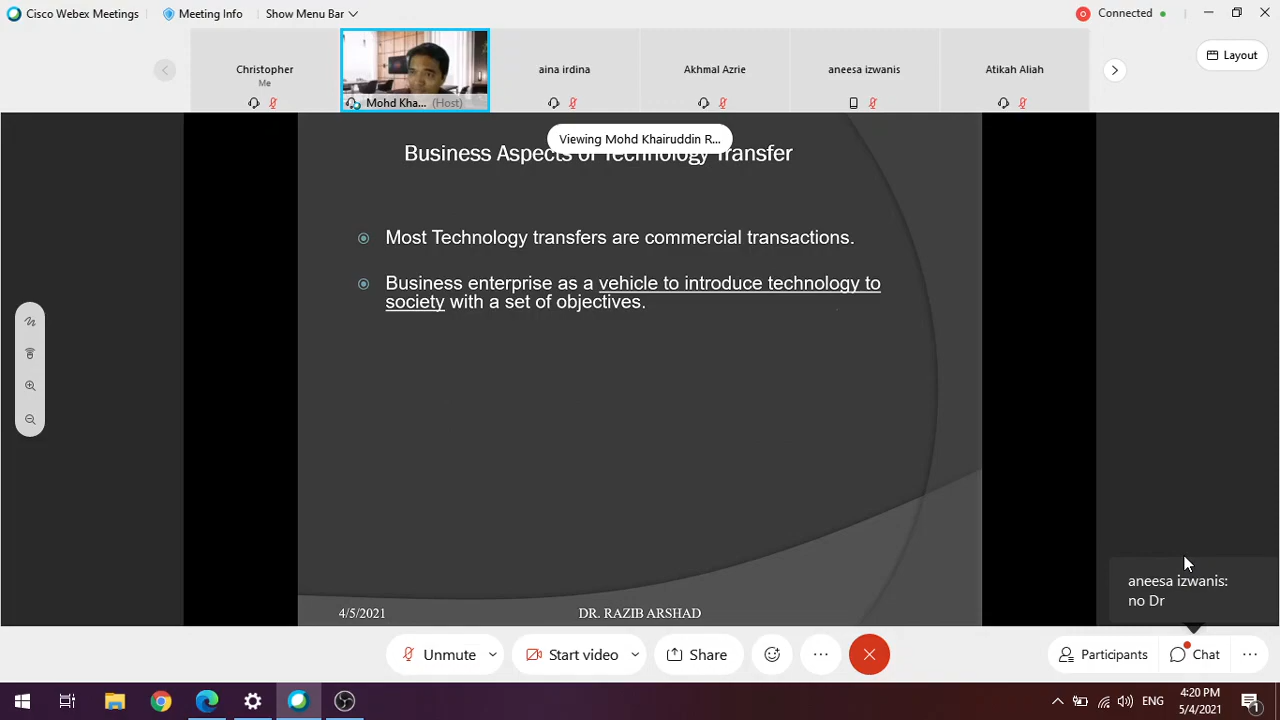 Cisco Webex Meetings
Meeting Info
Show Menu Bar
Connected
Christopher
Me
Mohd Kha... (Host)
aina irdina
Akhmal Azrie
aneesa izwanis
Atikah Aliah
Layout
Viewing Mohd Khairuddin R...
Business Aspects of Technology Transfer
Most Technology transfers are commercial transactions.
Business enterprise as a vehicle to introduce technology to
society with a set of objectives.
4/5/2021
DR. RAZIB ARSHAD
aneesa izwanis:
no Dr
Unmute
Start video
Share
Participants
Chat
ENG
4:20 PM
5/4/2021
1